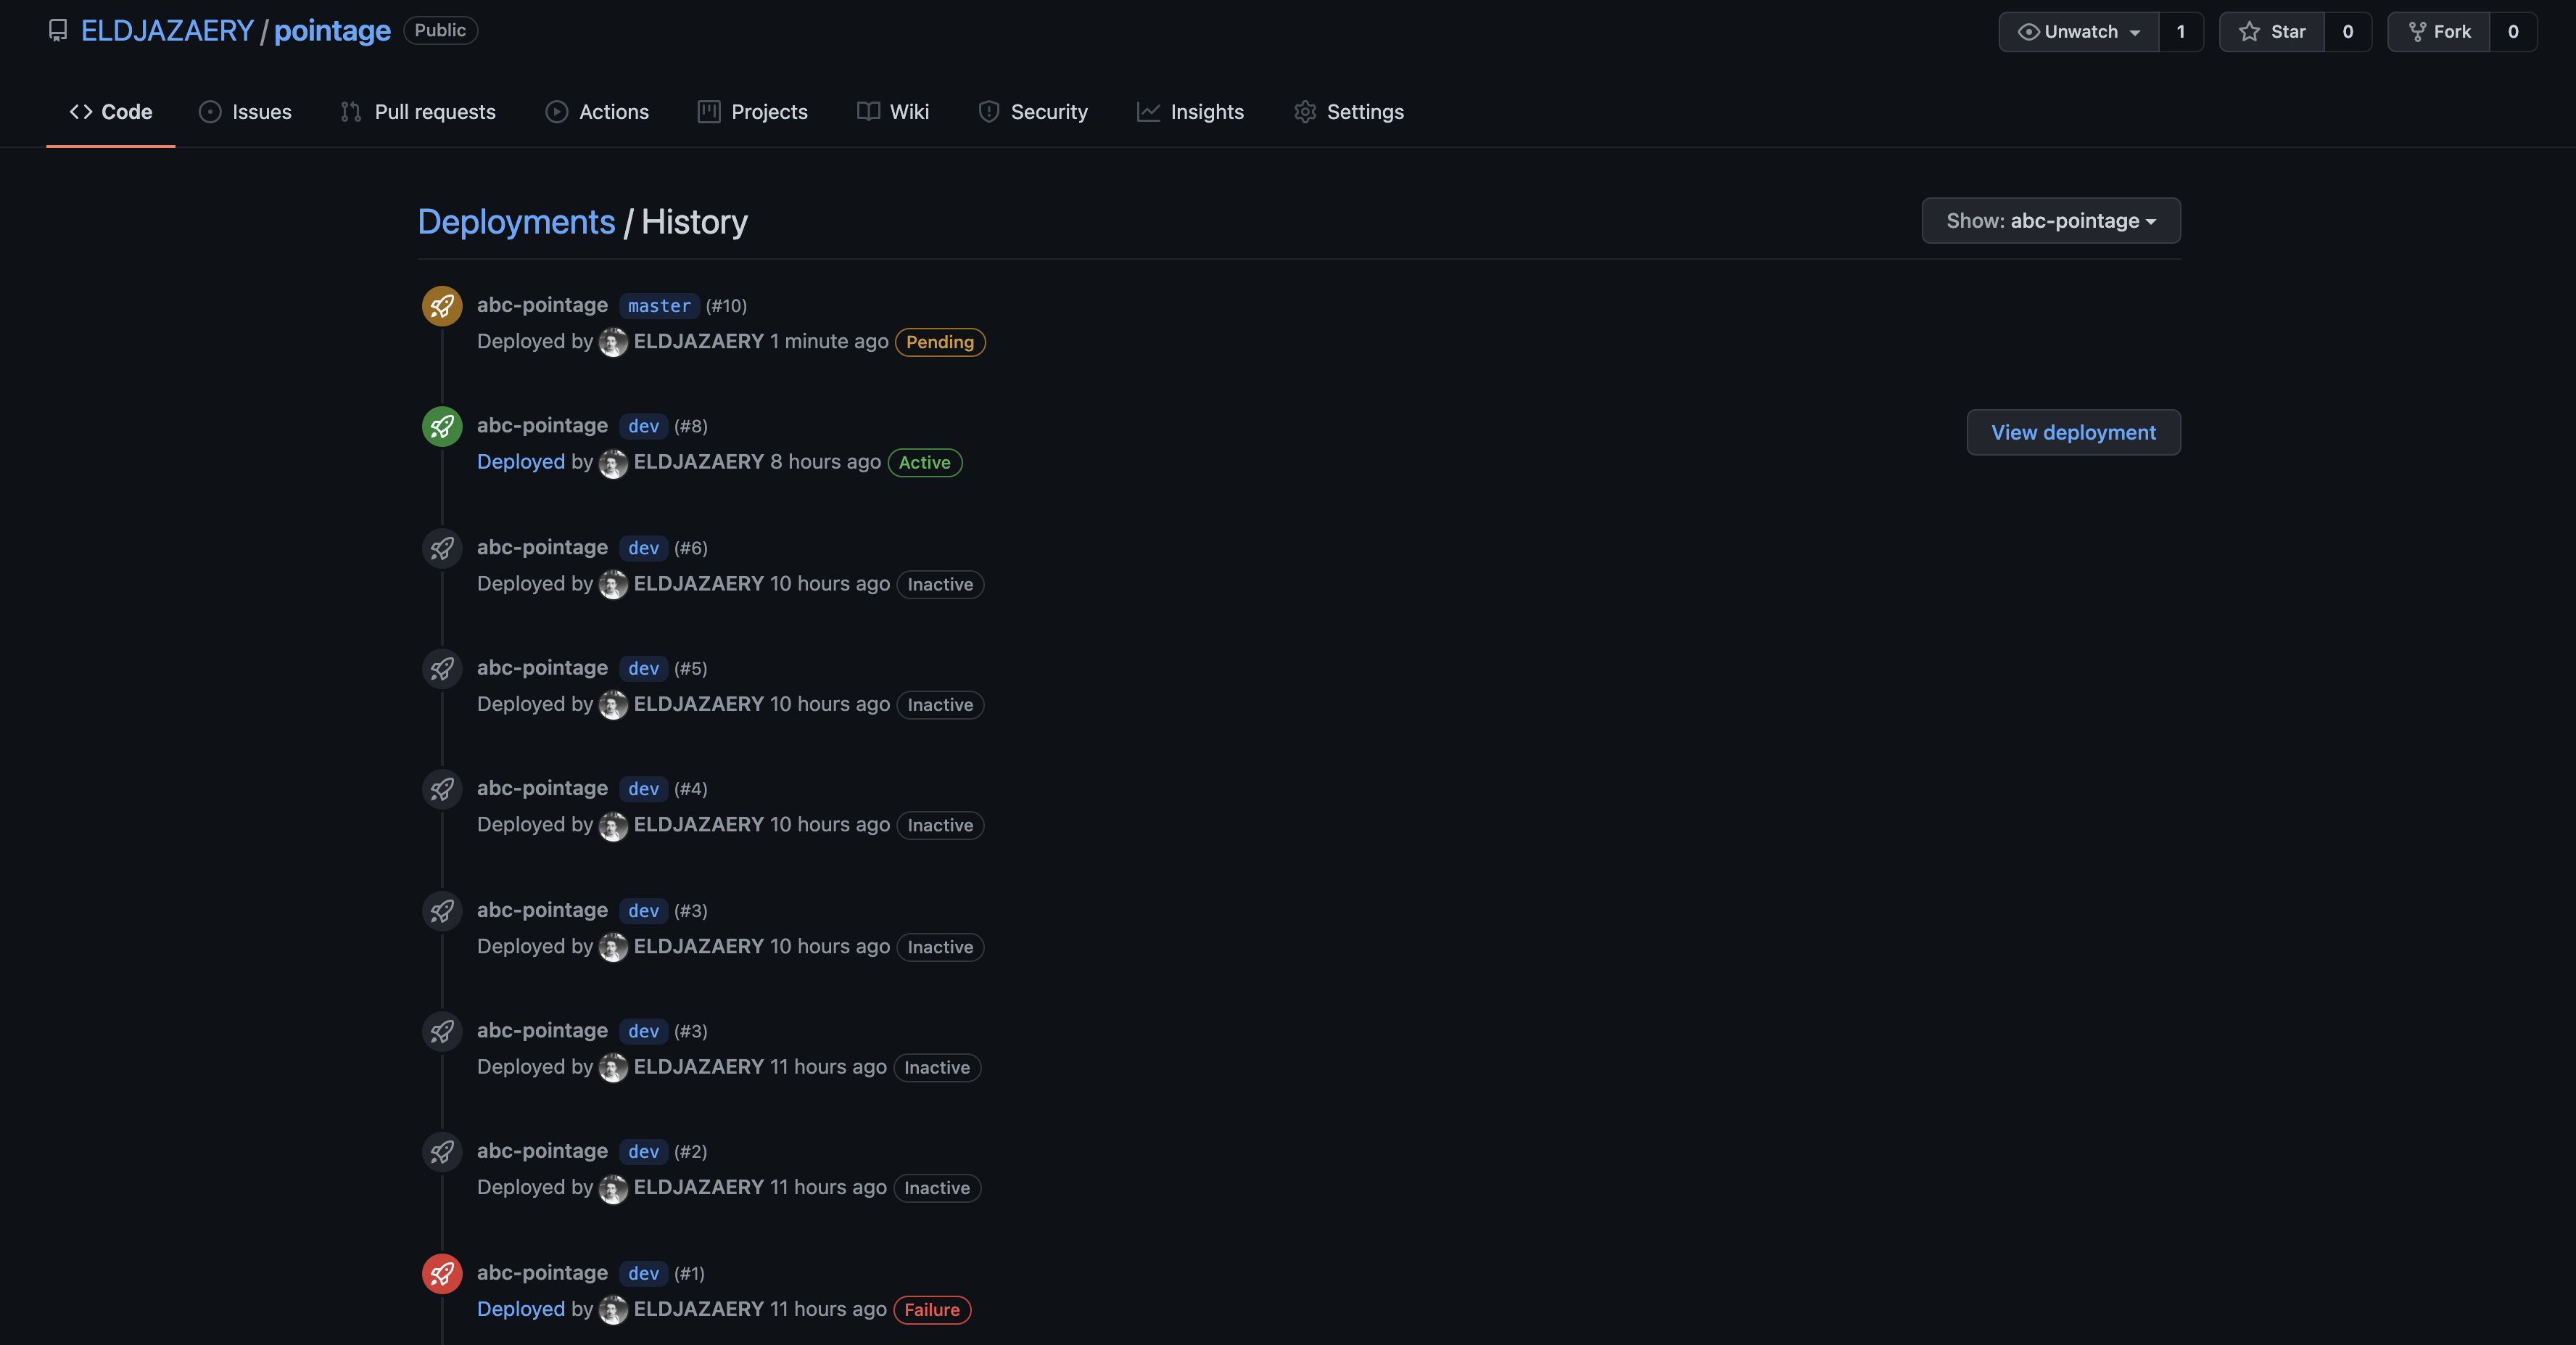 ELDJAZAERY / pointage Public
Unwatch 1 Star 0 Fork 0
Code Issues Pull requests Actions Projects Wiki Security Insights Settings
Deployments / History
Show: abc-pointage
abc-pointage master (#10)
Deployed by ELDJAZAERY 1 minute ago Pending
abc-pointage dev (#8)
Deployed by ELDJAZAERY 8 hours ago Active
View deployment
abc-pointage dev (#6)
Deployed by ELDJAZAERY 10 hours ago Inactive
abc-pointage dev (#5)
Deployed by ELDJAZAERY 10 hours ago Inactive
abc-pointage dev (#4)
Deployed by ELDJAZAERY 10 hours ago Inactive
abc-pointage dev (#3)
Deployed by ELDJAZAERY 10 hours ago Inactive
abc-pointage dev (#3)
Deployed by ELDJAZAERY 11 hours ago Inactive
abc-pointage dev (#2)
Deployed by ELDJAZAERY 11 hours ago Inactive
abc-pointage dev (#1)
Deployed by ELDJAZAERY 11 hours ago Failure